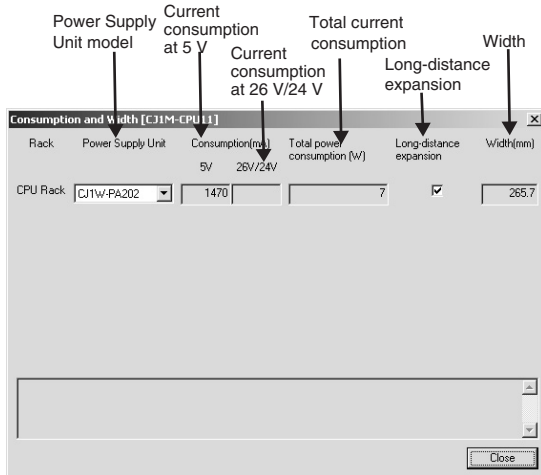 Power Supply
Unit model
Current
consumption
at 5 V
Current
consumption
at 26 V/24 V
Total current
consumption
Long-distance
expansion
Width
Consumption and Width [CJ1M-CPU11]
Rack
Power Supply Unit
Consumption(mA)
5V 26V/24V
Total power
consumption (W)
Long-distance
expansion
Width(mm)
CPU Rack CJ1W-PA202 1470 7 265.7
Close